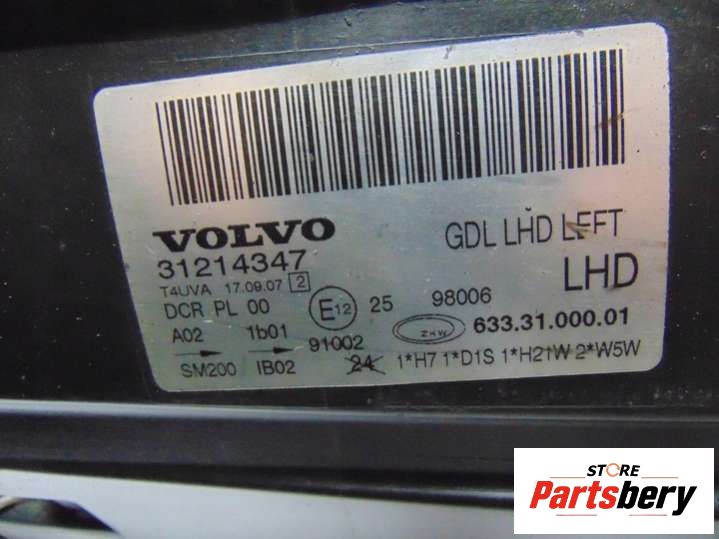 VOLVO
GDL LHD LEFT
31214347
LHD
T4UVA 17.09.07 2
DCR PL 00 E12 25 98006
A02 1b01 91002 ZKW 633.31.000.01
SM200 IB02 24 1*H7 1*D1S 1*H21W 2*W5W
STORE
Partsbery